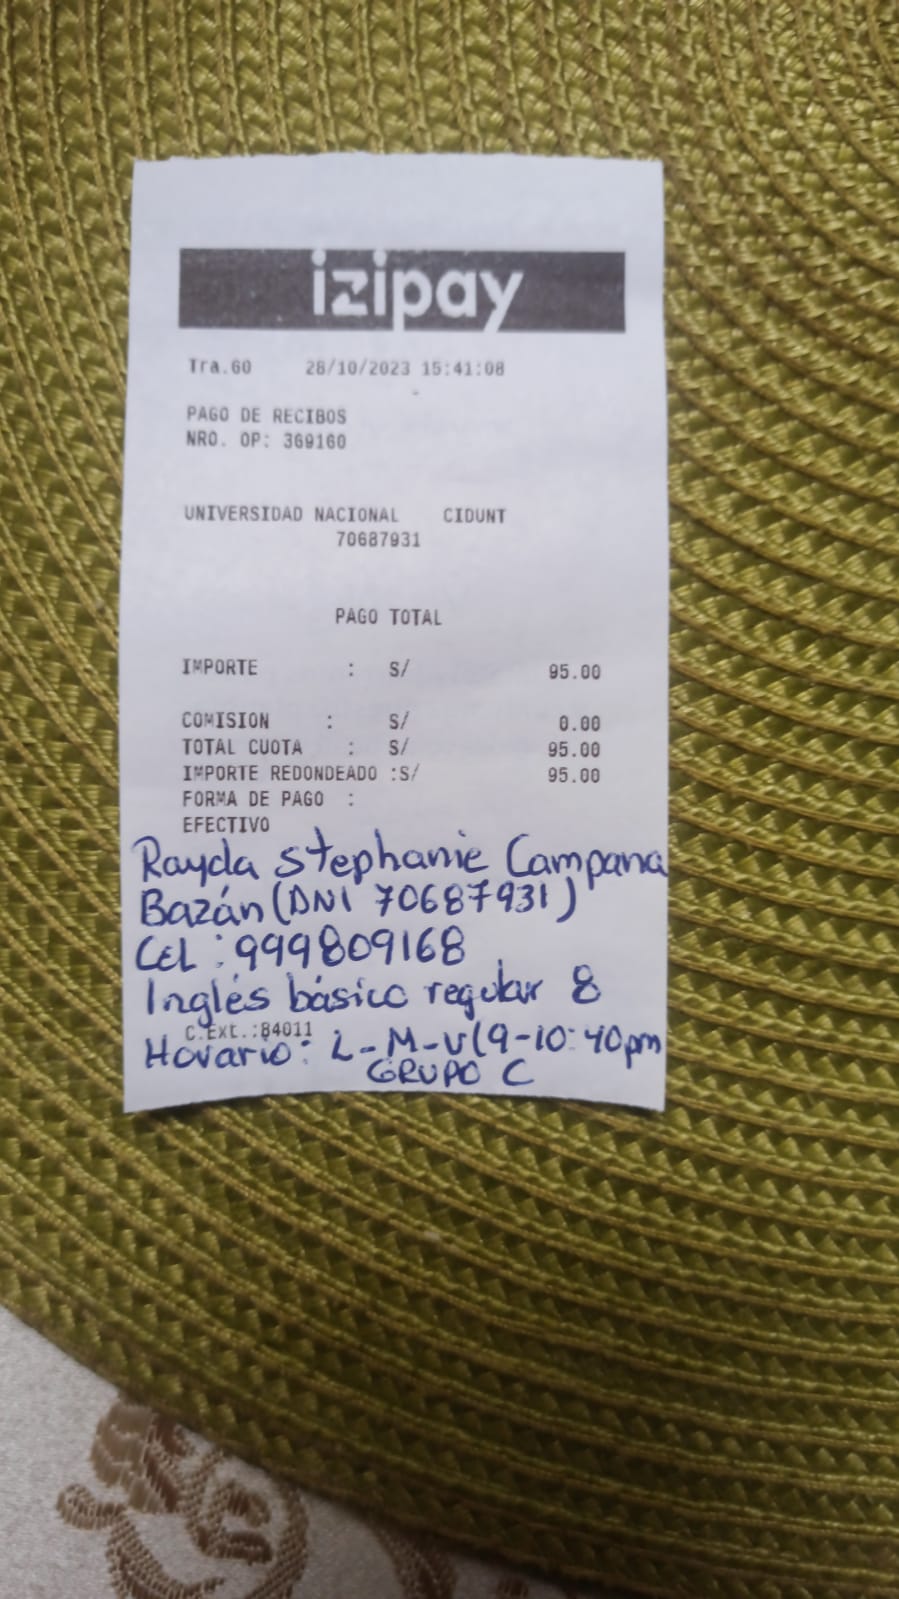 izipay
Tra.60 28/10/2023 15:41:08
PAGO DE RECIBOS
NRO. OP: 369160
UNIVERSIDAD NACIONAL CIDUNT
70687931
PAGO TOTAL
IMPORTE : S/ 95.00
COMISION : S/ 0.00
TOTAL CUOTA : S/ 95.00
IMPORTE REDONDEADO :S/ 95.00
FORMA DE PAGO :
EFECTIVO
Rayda Stephanie Campana
Bazán (DNI 70687931)
Cel : 999809168
Inglés básico regular 8
C.Ext.:84011
Horario: L-M-V(9-10:40pm
GRUPO C